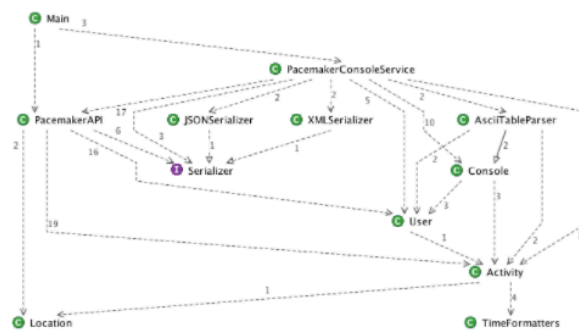 C Main
3
1
C PacemakerConsoleService
17 2 2 5 2
C PacemakerAPI C JSONSerializer C XMLSerializer 10 C AsciiTableParser
2 6 3 1 1 2 2
16
I Serializer C Console
3 3
C User
19 1 2
C Activity
1 4
C Location C TimeFormatters